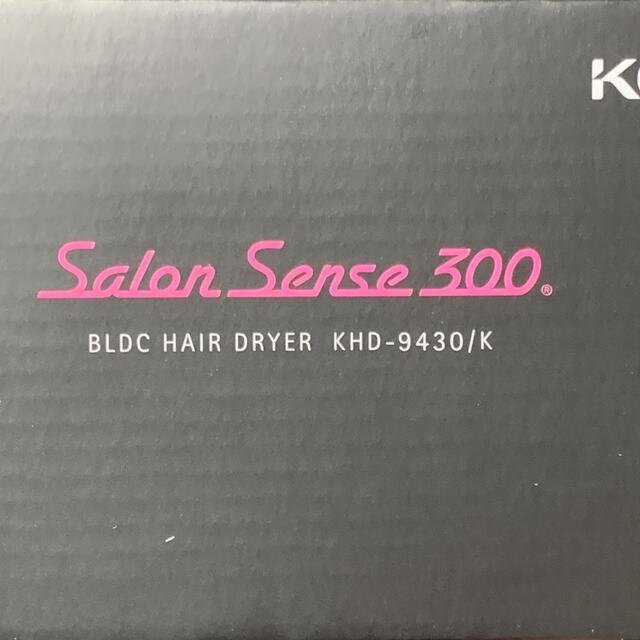 Salon Sense 300®
BLDC HAIR DRYER KHD-9430/K